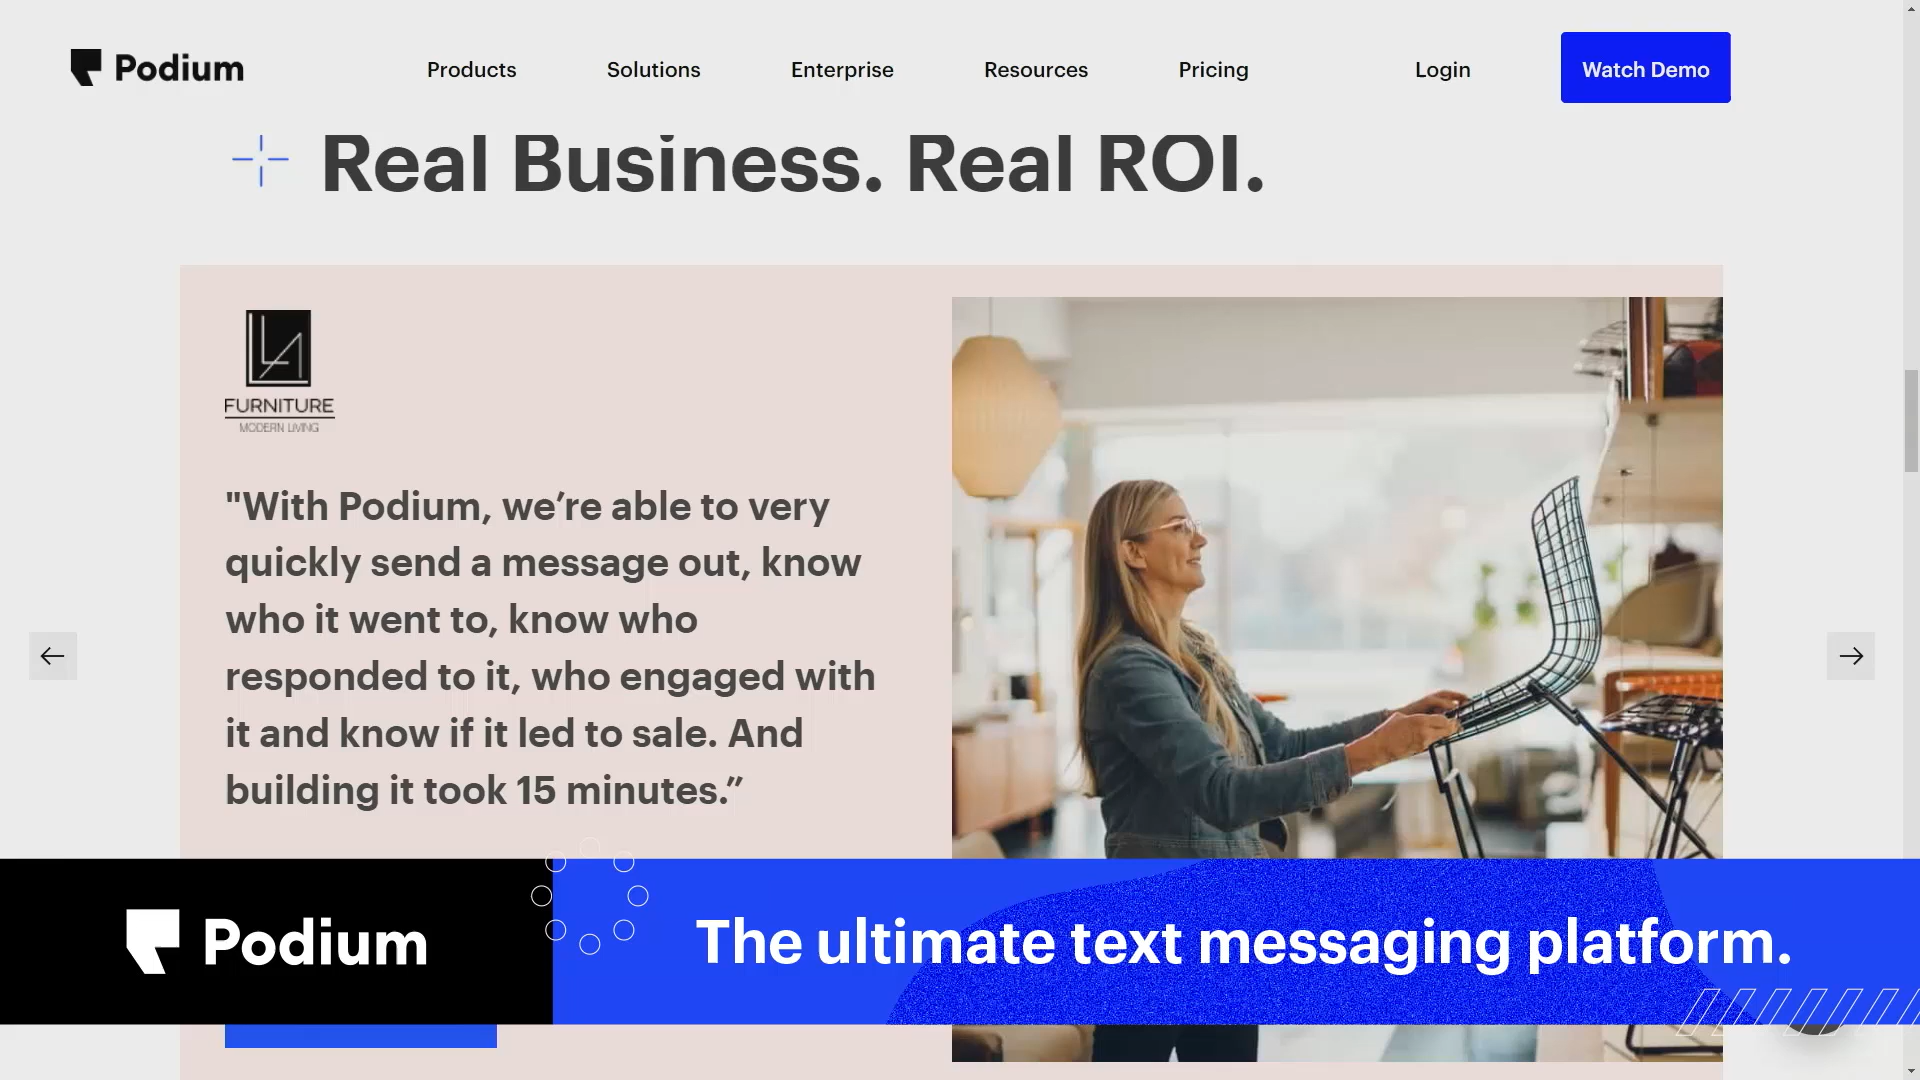 Podium
Products
Solutions
Enterprise
Resources
Pricing
Login
Watch Demo
Real Business. Real ROI.
LA
FURNITURE
MODERN LIVING
"With Podium, we’re able to very
quickly send a message out, know
who it went to, know who
responded to it, who engaged with
it and know if it led to sale. And
building it took 15 minutes.”
Podium
The ultimate text messaging platform.